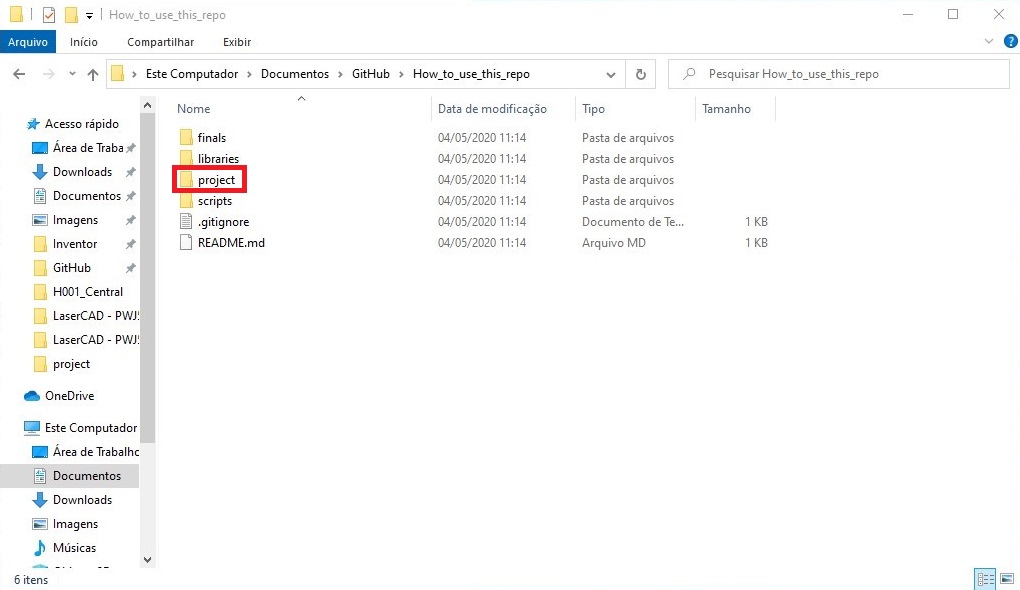 How_to_use_this_repo
Arquivo Início Compartilhar Exibir
Este Computador Documentos GitHub How_to_use_this_repo
Pesquisar How_to_use_this_repo
Nome Data de modificação Tipo Tamanho
finals 04/05/2020 11:14 Pasta de arquivos
libraries 04/05/2020 11:14 Pasta de arquivos
project 04/05/2020 11:14 Pasta de arquivos
scripts 04/05/2020 11:14 Pasta de arquivos
.gitignore 04/05/2020 11:14 Documento de Te... 1 KB
README.md 04/05/2020 11:14 Arquivo MD 1 KB
Acesso rápido
Área de Traba
Downloads
Documentos
Imagens
Inventor
GitHub
H001_Central
LaserCAD - PWJ
LaserCAD - PWJ
project
OneDrive
Este Computador
Área de Trabalho
Documentos
Downloads
Imagens
Músicas
6 itens